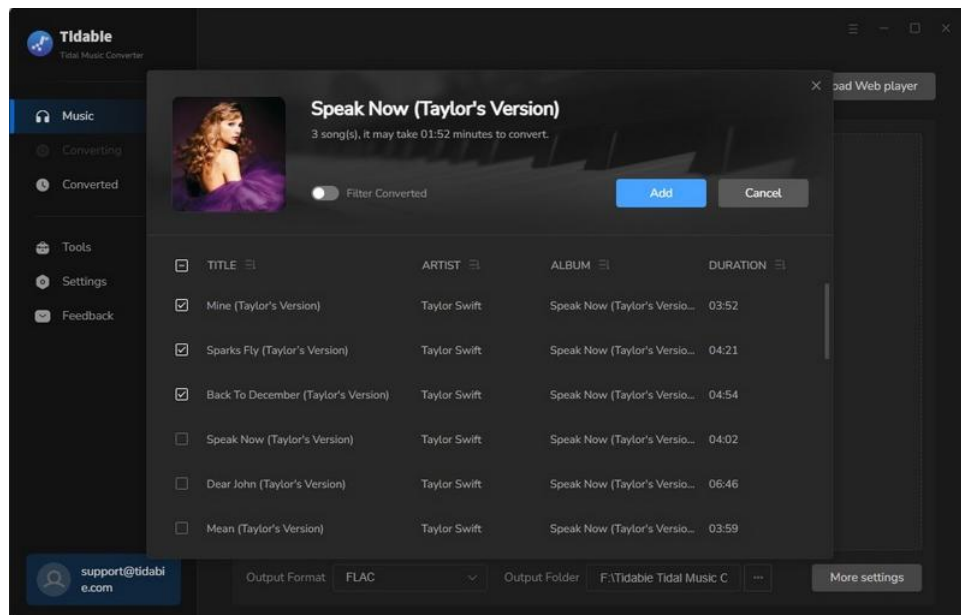 Tidable
Tidal Music Converter
oad Web player
Speak Now (Taylor's Version)
3 song(s), it may take 01:52 minutes to convert.
Filter Converted
Add
Cancel
Music
Converting
Converted
Tools
Settings
Feedback
TITLE ARTIST ALBUM DURATION
Mine (Taylor's Version) Taylor Swift Speak Now (Taylor's Versio... 03:52
Sparks Fly (Taylor's Version) Taylor Swift Speak Now (Taylor's Versio... 04:21
Back To December (Taylor's Version) Taylor Swift Speak Now (Taylor's Versio... 04:54
Speak Now (Taylor's Version) Taylor Swift Speak Now (Taylor's Versio... 04:02
Dear John (Taylor's Version) Taylor Swift Speak Now (Taylor's Versio... 06:46
Mean (Taylor's Version) Taylor Swift Speak Now (Taylor's Versio... 03:59
support@tidabi
e.com
Output Format FLAC Output Folder F:\Tidabie Tidal Music C ... More settings